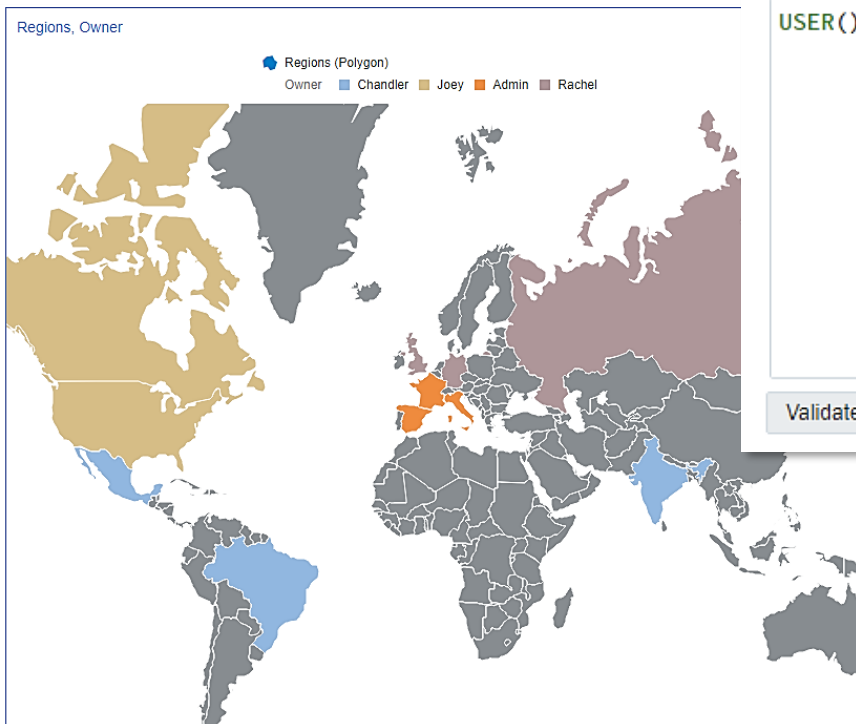 Regions, Owner
Regions (Polygon)
Owner Chandler Joey Admin Rachel
USER()
Validate